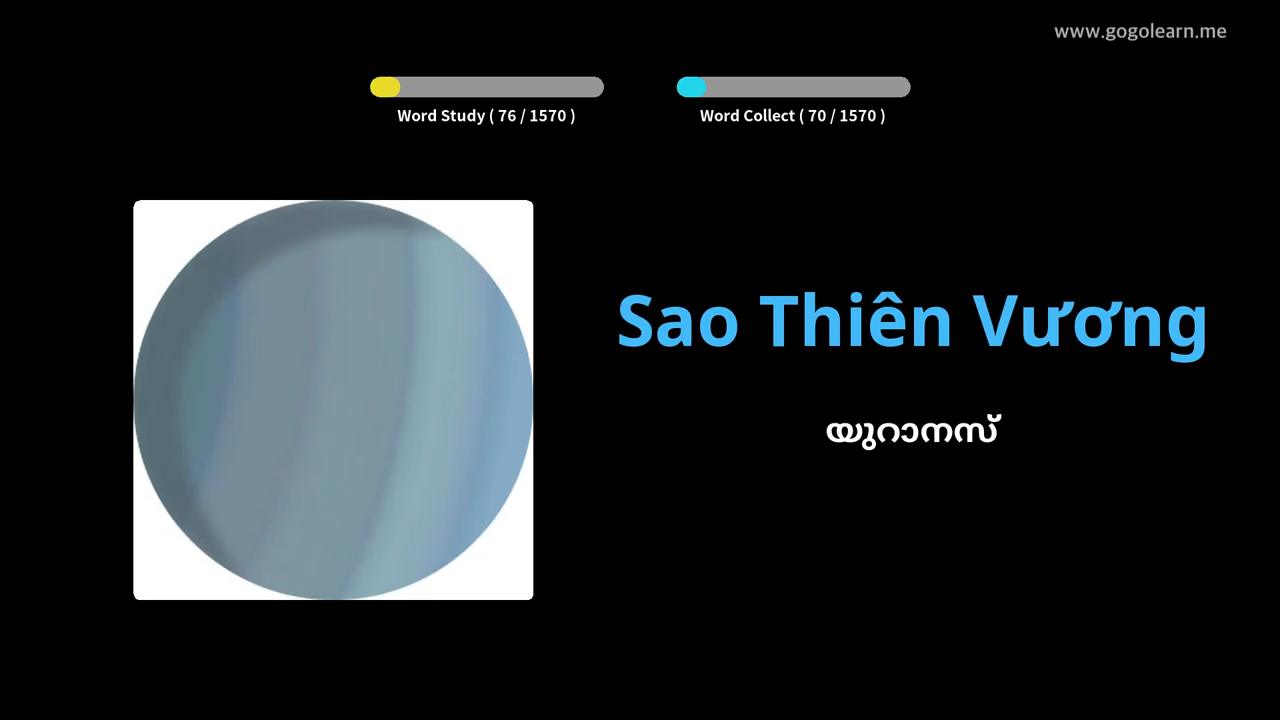 www.gogolearn.me
Word Study ( 76 / 1570 )
Word Collect ( 70 / 1570 )
Sao Thiên Vương
യുറാനസ്